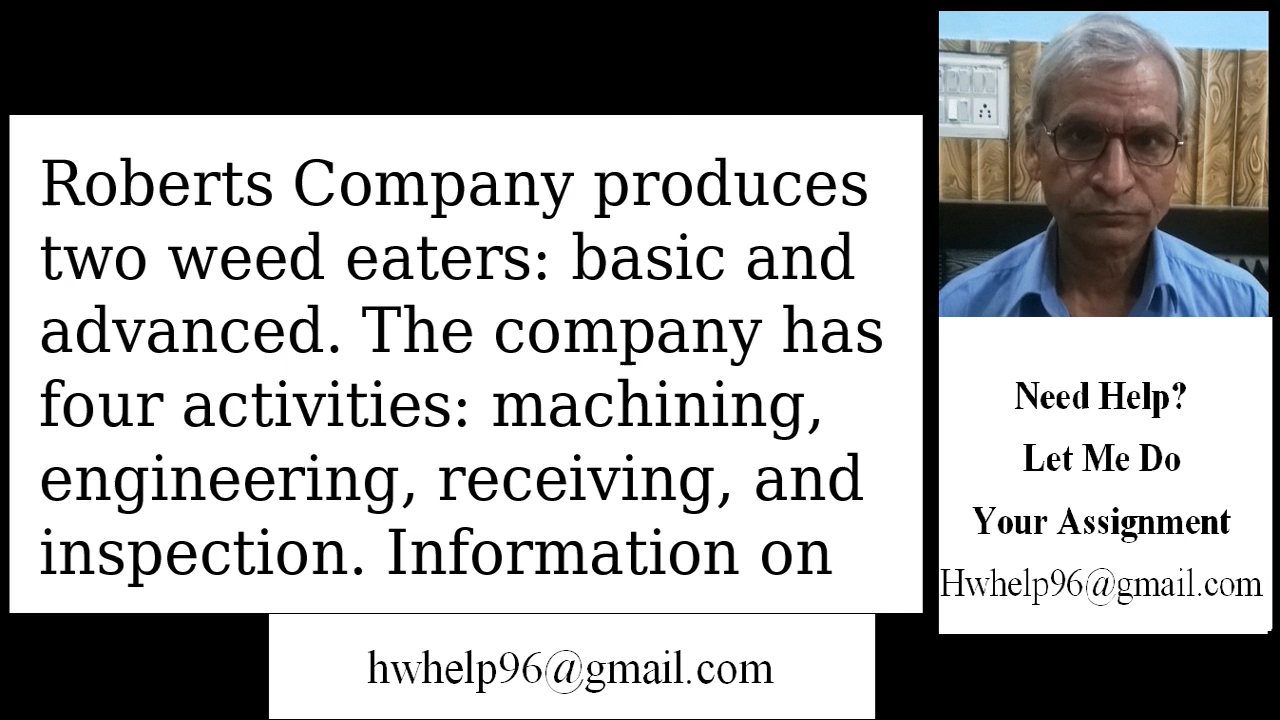 Roberts Company produces
two weed eaters: basic and
advanced. The company has
four activities: machining,
engineering, receiving, and
inspection. Information on
Need Help?
Let Me Do
Your Assignment
Hwhelp96@gmail.com
hwhelp96@gmail.com